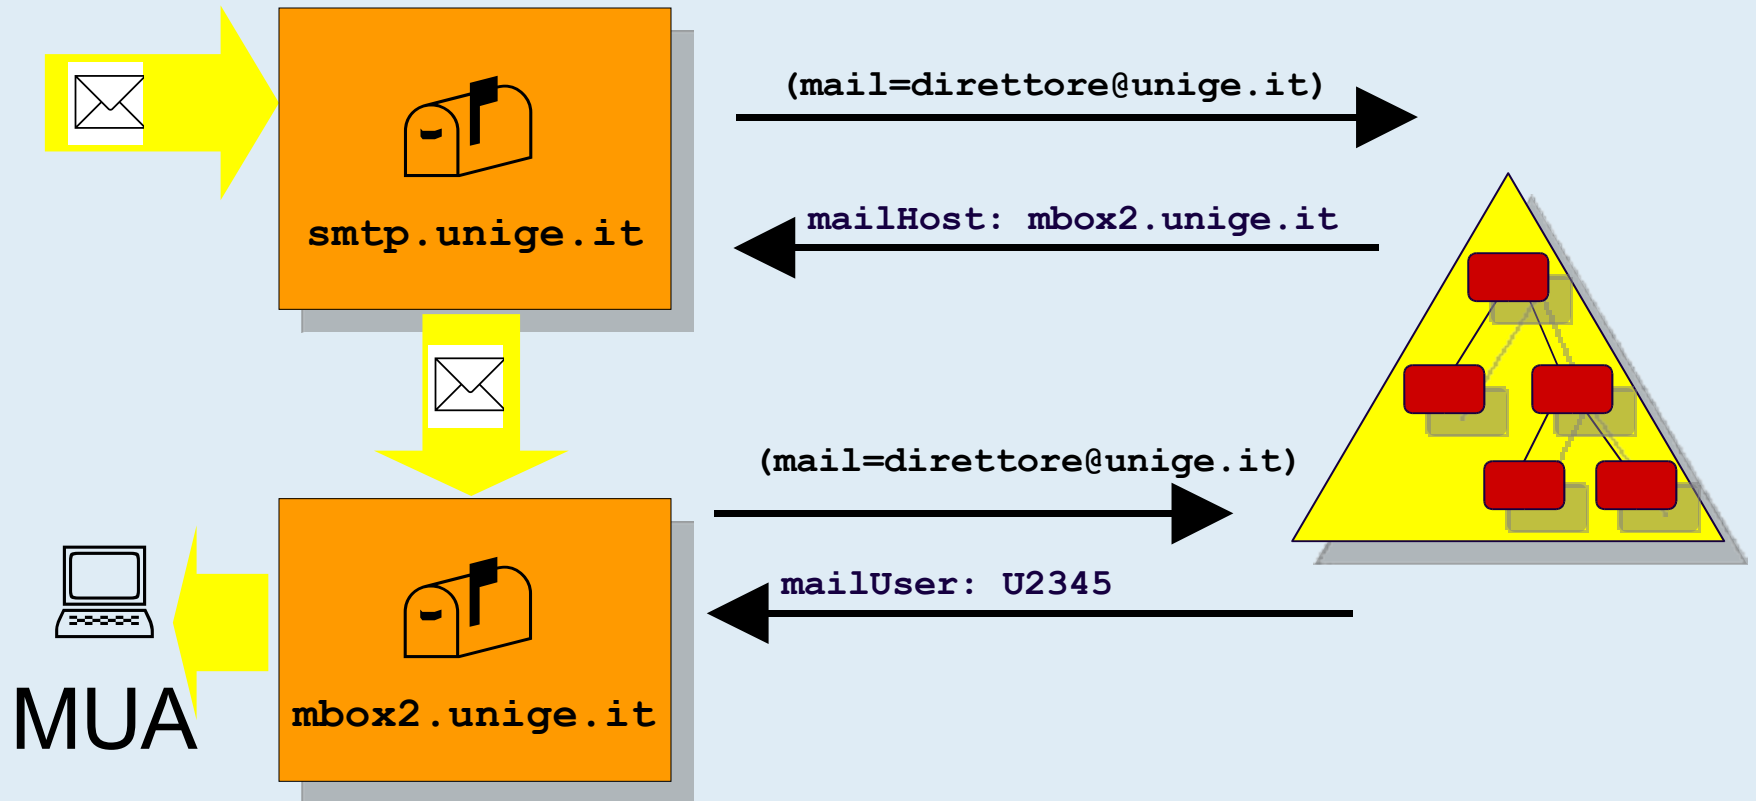 (mail=direttore@unige.it)
mailHost: mbox2.unige.it
smtp.unige.it
(mail=direttore@unige.it)
mailUser: U2345
mbox2.unige.it
MUA